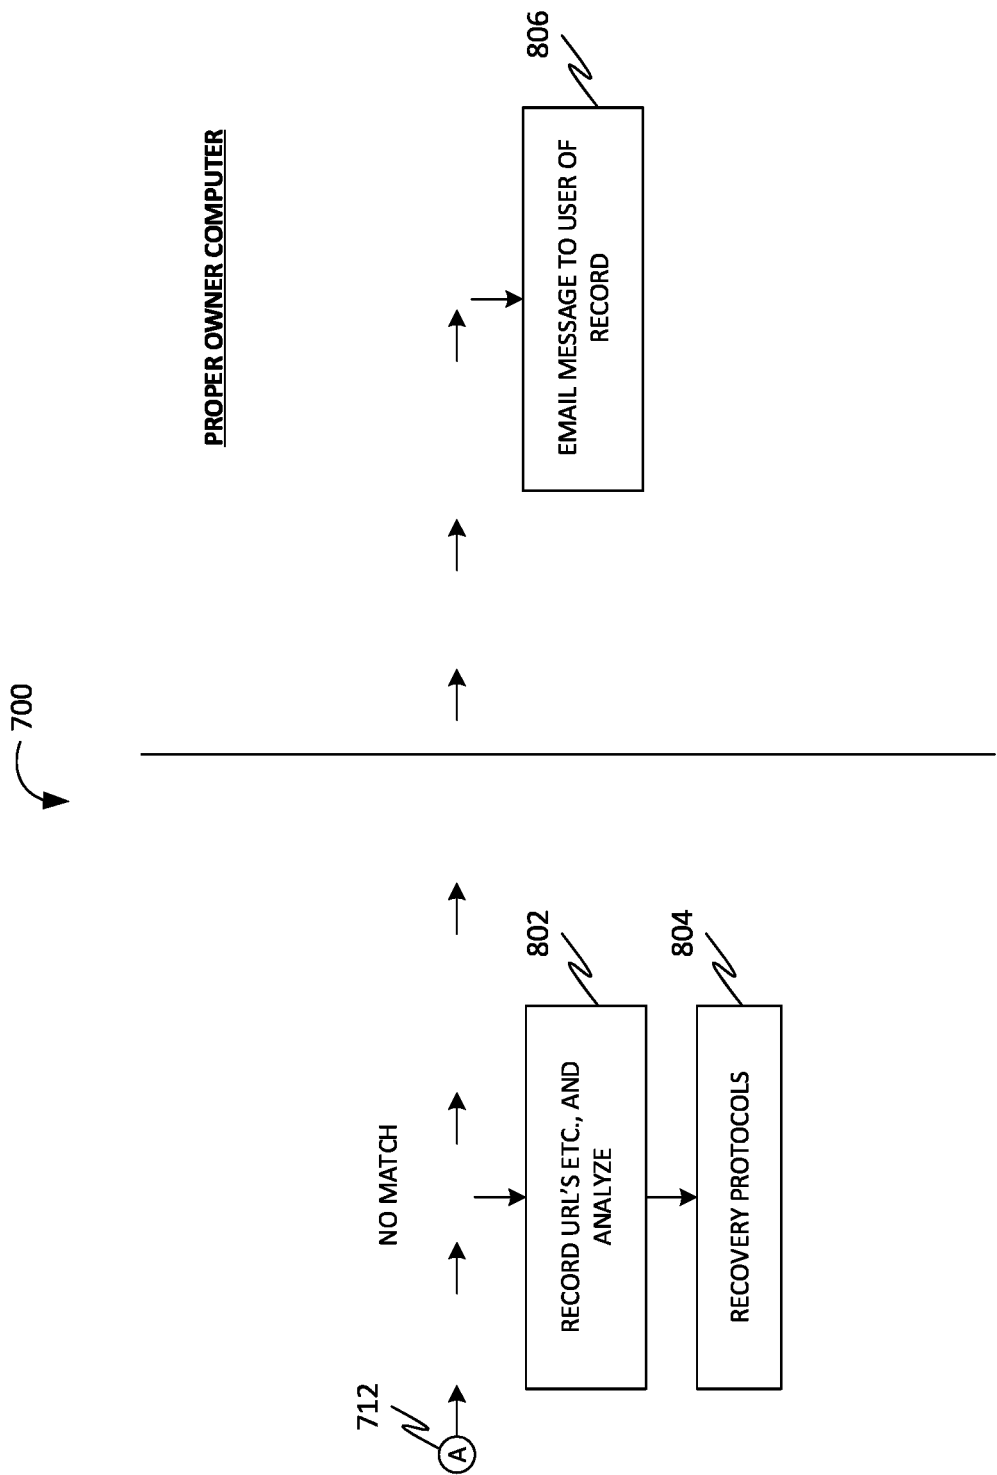 700
PROPER OWNER COMPUTER
712
A
NO MATCH
802
RECORD URL'S ETC., AND
ANALYZE
804
RECOVERY PROTOCOLS
806
EMAIL MESSAGE TO USER OF
RECORD